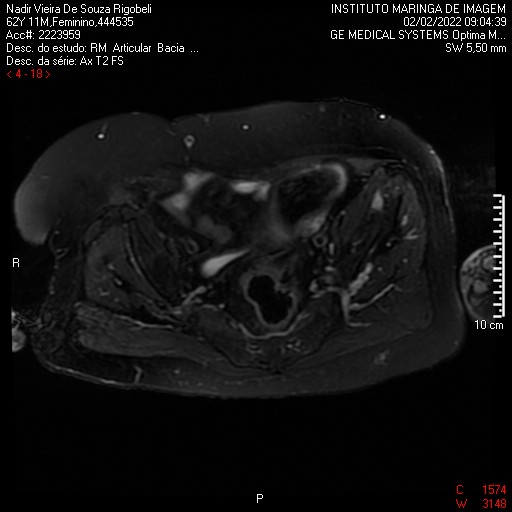 Nadir Vieira De Souza Rigobeli
62Y 11M,Feminino,444535
Acc#: 2223959
Desc. do estudo: RM Articular Bacia ...
Desc. da série: Ax T2 FS
< 4 - 18 >
INSTITUTO MARINGA DE IMAGEM
02/02/2022 09:04:39
GE MEDICAL SYSTEMS Optima M...
SW 5,50 mm
R
10 cm
P
C 1574
W 3148